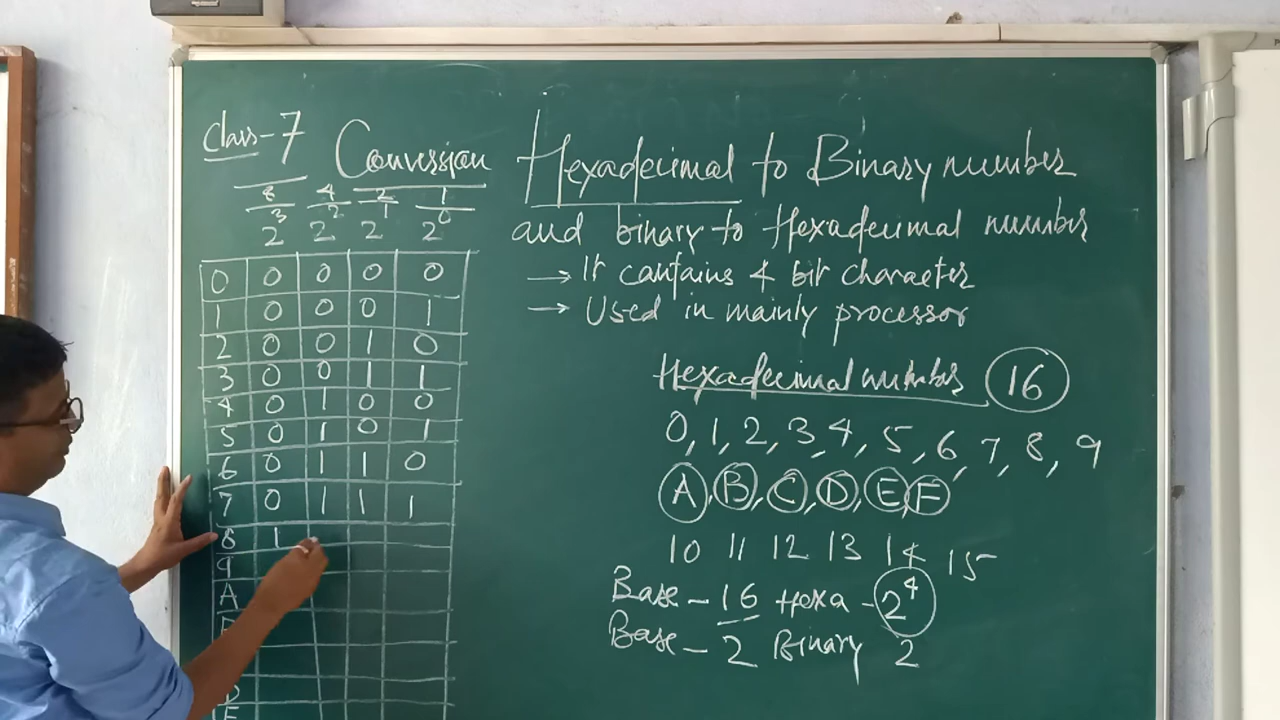 Class-7 Conversion Hexadecimal to Binary number
and binary to Hexadecimal number
→ It contains 4 bit character
→ Used in mainly processor
8 4 2 1
2³ 2² 2¹ 2⁰
0 0 0 0 0
1 0 0 0 1
2 0 0 1 0
3 0 0 1 1
4 0 1 0 0
5 0 1 0 1
6 0 1 1 0
7 0 1 1 1
8 1
9
A
D
Hexadecimal number 16
0, 1, 2, 3, 4, 5, 6, 7, 8, 9
A, B, C, D, E, F
10 11 12 13 14 15
Base - 16 Hexa - 2⁴
Base - 2 Binary 2